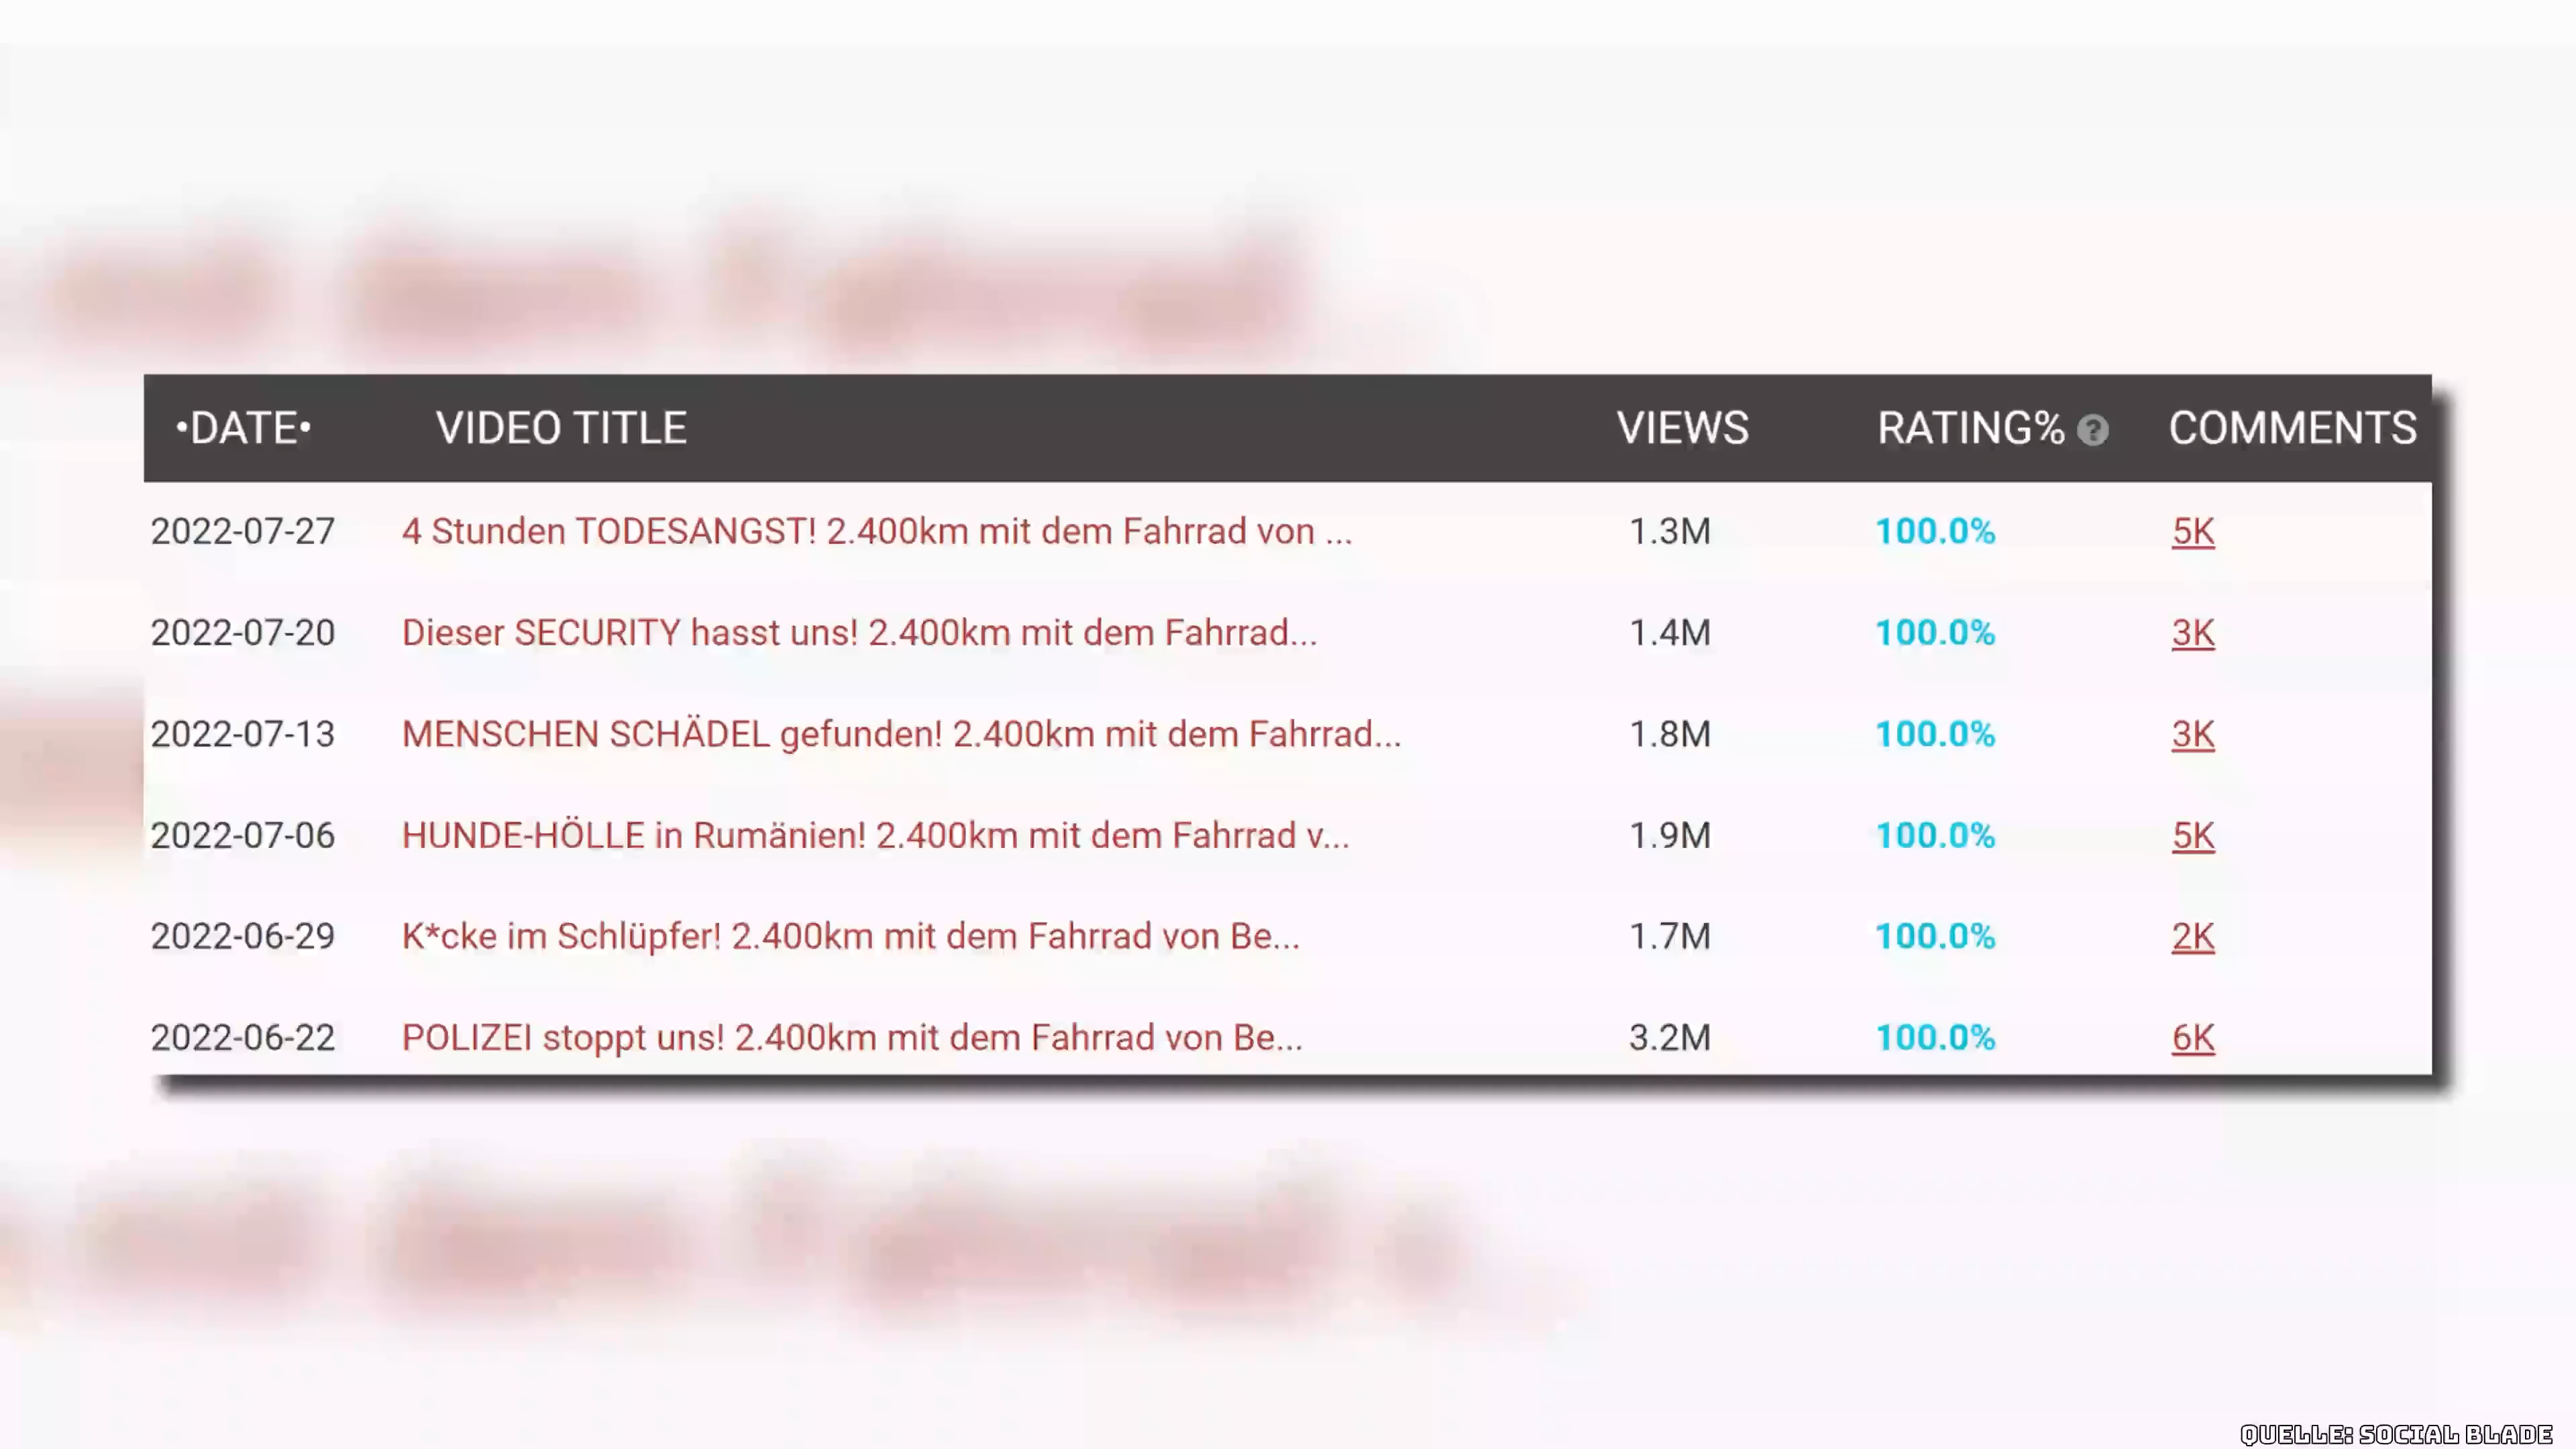 •DATE• VIDEO TITLE VIEWS RATING% ? COMMENTS
2022-07-27 4 Stunden TODESANGST! 2.400km mit dem Fahrrad von ... 1.3M 100.0% 5K
2022-07-20 Dieser SECURITY hasst uns! 2.400km mit dem Fahrrad... 1.4M 100.0% 3K
2022-07-13 MENSCHEN SCHÄDEL gefunden! 2.400km mit dem Fahrrad... 1.8M 100.0% 3K
2022-07-06 HUNDE-HÖLLE in Rumänien! 2.400km mit dem Fahrrad v... 1.9M 100.0% 5K
2022-06-29 K*cke im Schlüpfer! 2.400km mit dem Fahrrad von Be... 1.7M 100.0% 2K
2022-06-22 POLIZEI stoppt uns! 2.400km mit dem Fahrrad von Be... 3.2M 100.0% 6K
QUELLE: SOCIAL BLADE